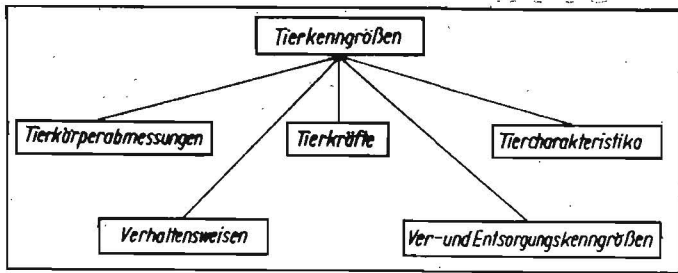 Tierkenngrößen
Tierkörperabmessungen
Tierkräfte
Tiercharakteristika
Verhaltensweisen
Ver- und Entsorgungskenngrößen